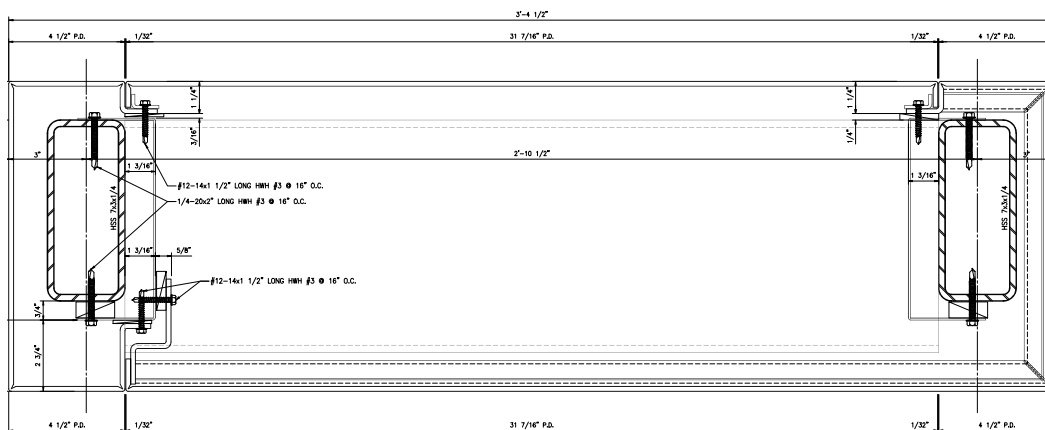 3'-4 1/2"
4 1/2" P.D. 1/32" 31 7/16" P.D. 1/32" 4 1/2" P.D.
1 1/4" 1 1/4"
3/16" 1/4"
3" 2'-10 1/2" 3"
1 3/16" 1 3/16"
#12-14x1 1/2" LONG HWH #3 @ 16" O.C.
1/4-20x2" LONG HWH #3 @ 16" O.C.
HSS 7x3x1/4 HSS 7x3x1/4
1 3/16" 5/8"
#12-14x1 1/2" LONG HWH #3 @ 16" O.C.
3/4"
2 3/4"
4 1/2" P.D. 1/32" 31 7/16" P.D. 1/32" 4 1/2" P.D.